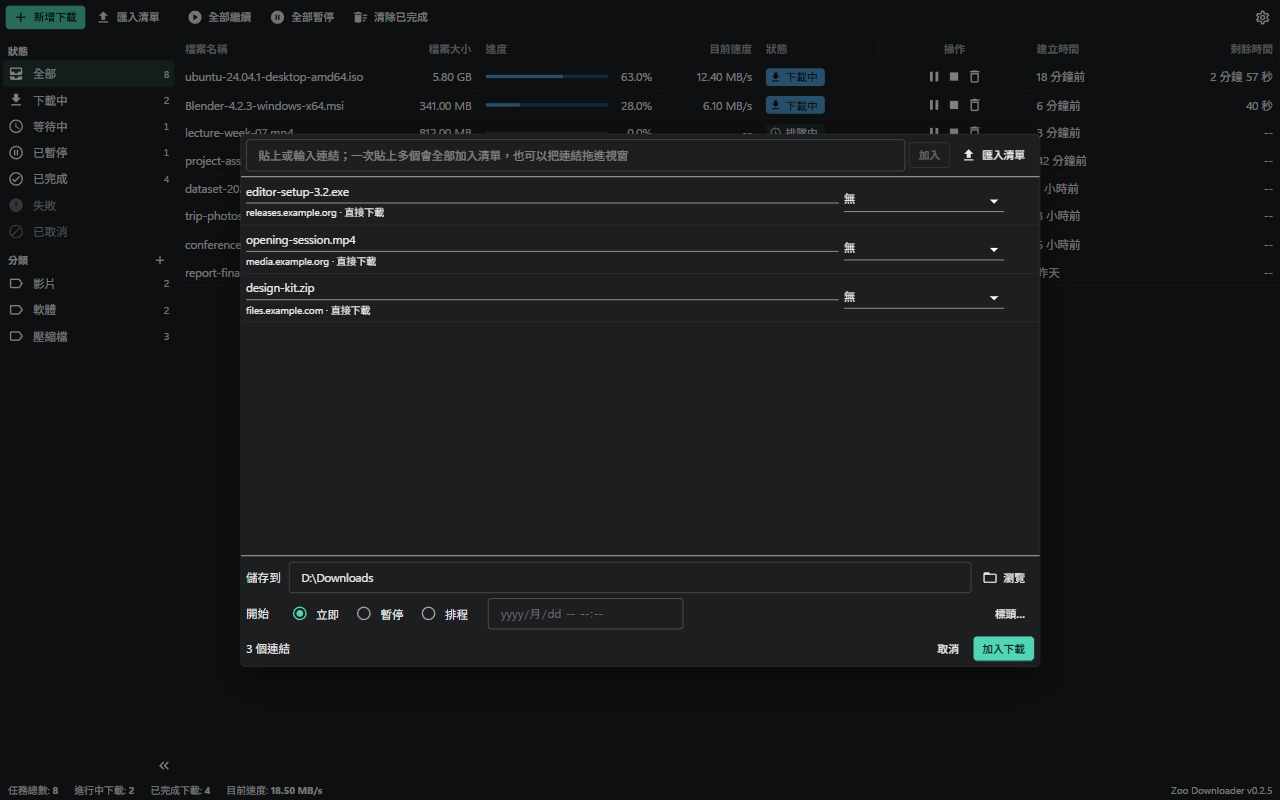 新增下載 匯入清單 全部繼續 全部暫停 清除已完成
狀態
全部 8
下載中 2
等待中 1
已暫停 1
已完成 4
失敗
已取消
分類
影片 2
軟體 2
壓縮檔 3
檔案名稱 檔案大小 進度 目前速度 狀態 操作 建立時間 剩餘時間
ubuntu-24.04.1-desktop-amd64.iso 5.80 GB 63.0% 12.40 MB/s 下載中 18 分鐘前 2 分鐘 57 秒
Blender-4.2.3-windows-x64.msi 341.00 MB 28.0% 6.10 MB/s 下載中 6 分鐘前 40 秒
lecture-week-07.mp4 812.00 MB 0.0% -- 排隊中 3 分鐘前 --
project-ass 42 分鐘前 --
dataset-20 小時前 --
trip-photos 小時前 --
conference 小時前 --
report-fina 昨天 --
貼上或輸入連結；一次貼上多個會全部加入清單，也可以把連結拖進視窗 加入 匯入清單
editor-setup-3.2.exe 無
releases.example.org · 直接下載
opening-session.mp4 無
media.example.org · 直接下載
design-kit.zip 無
files.example.com · 直接下載
儲存到 D:\Downloads 瀏覽
開始 立即 暫停 排程 yyyy/月/dd -- --:-- 標頭...
3 個連結 取消 加入下載
任務總數: 8 進行中下載: 2 已完成下載: 4 目前速度: 18.50 MB/s Zoo Downloader v0.2.5